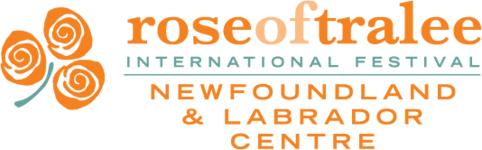 roseoftralee
INTERNATIONAL FESTIVAL
NEWFOUNDLAND
& LABRADOR
CENTRE